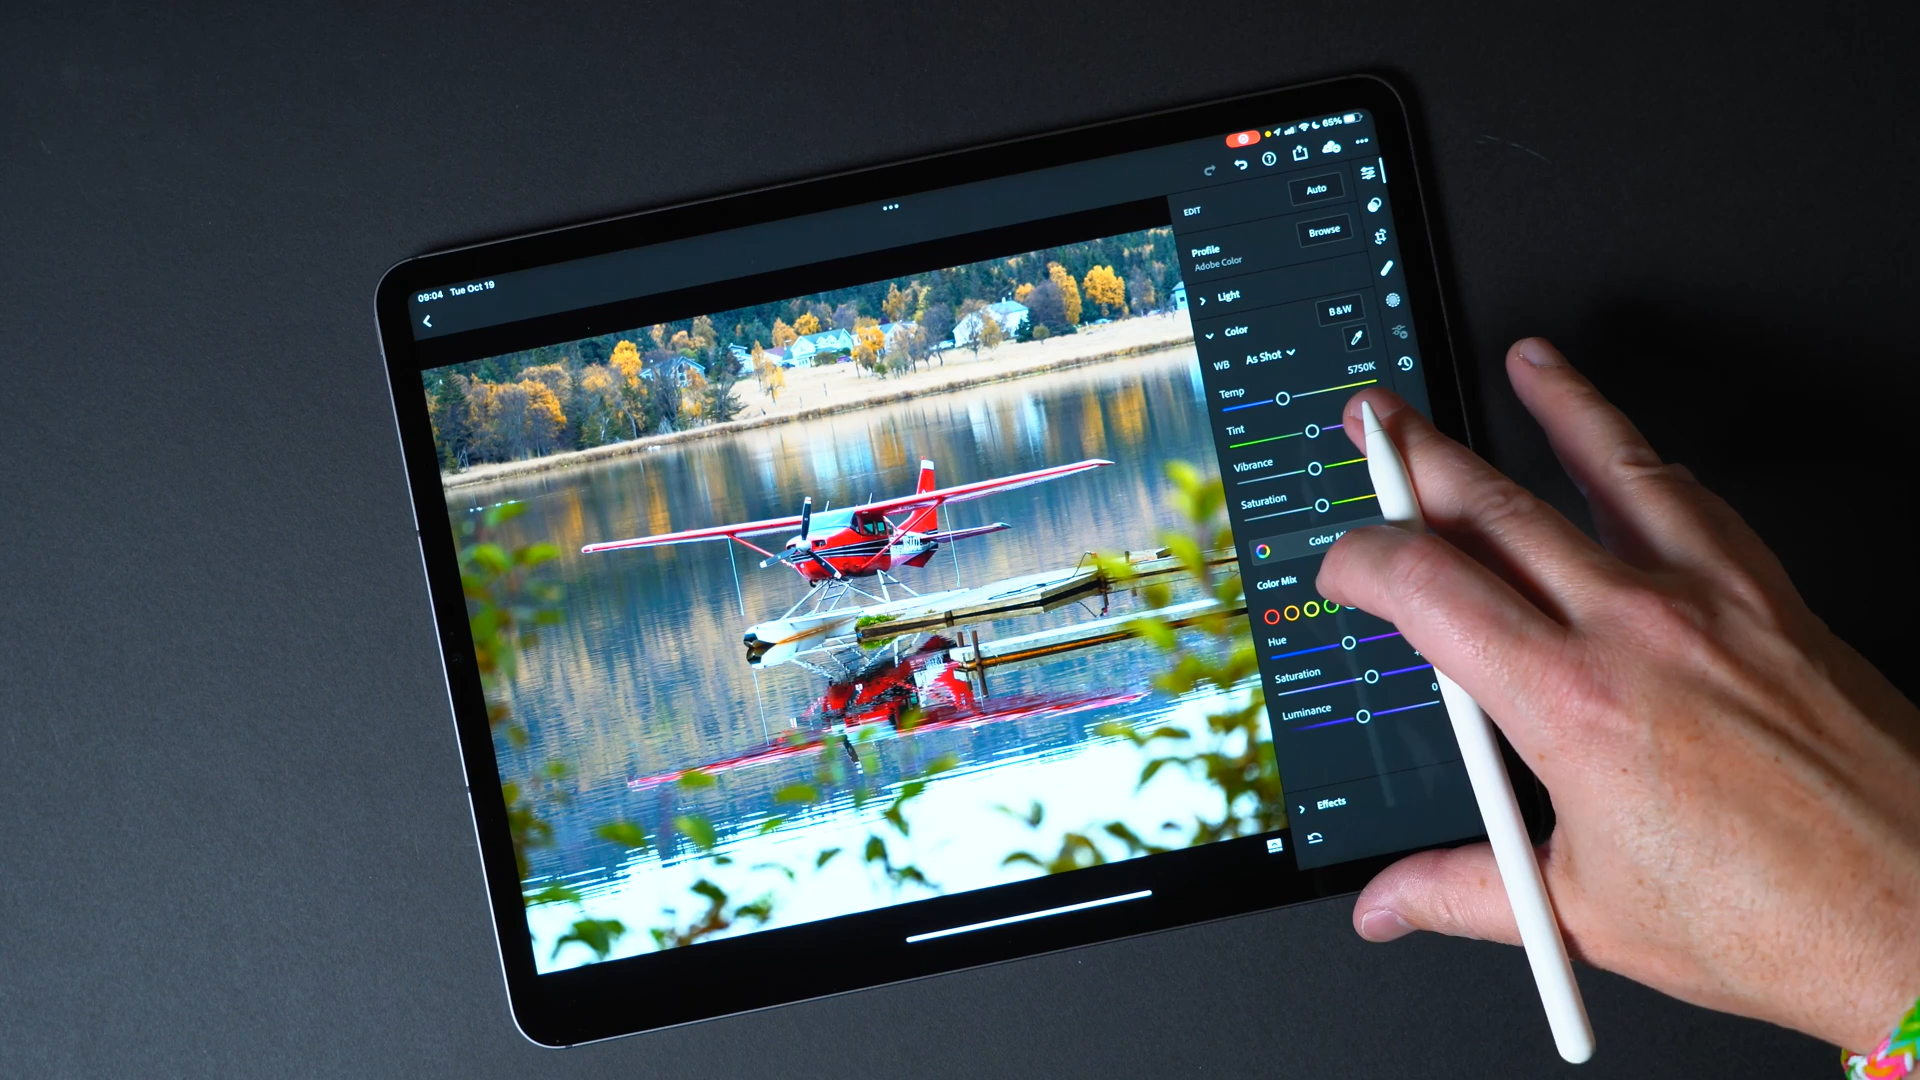 09:04 Tue Oct 19
65%
EDIT
Auto
Profile
Browse
Adobe Color
Light
Color
B&W
WB As Shot
Temp
5750K
Tint
Vibrance
Saturation
Color
Color Mix
Hue
Saturation
Luminance
0
Effects